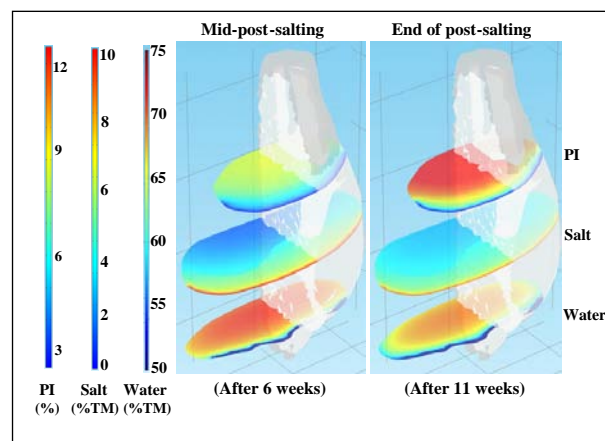 Mid-post-salting
End of post-salting
12
9
6
3
10
8
6
4
2
0
75
70
65
60
55
50
PI
Salt
Water
PI
(%)
Salt
(%TM)
Water
(%TM)
(After 6 weeks)
(After 11 weeks)